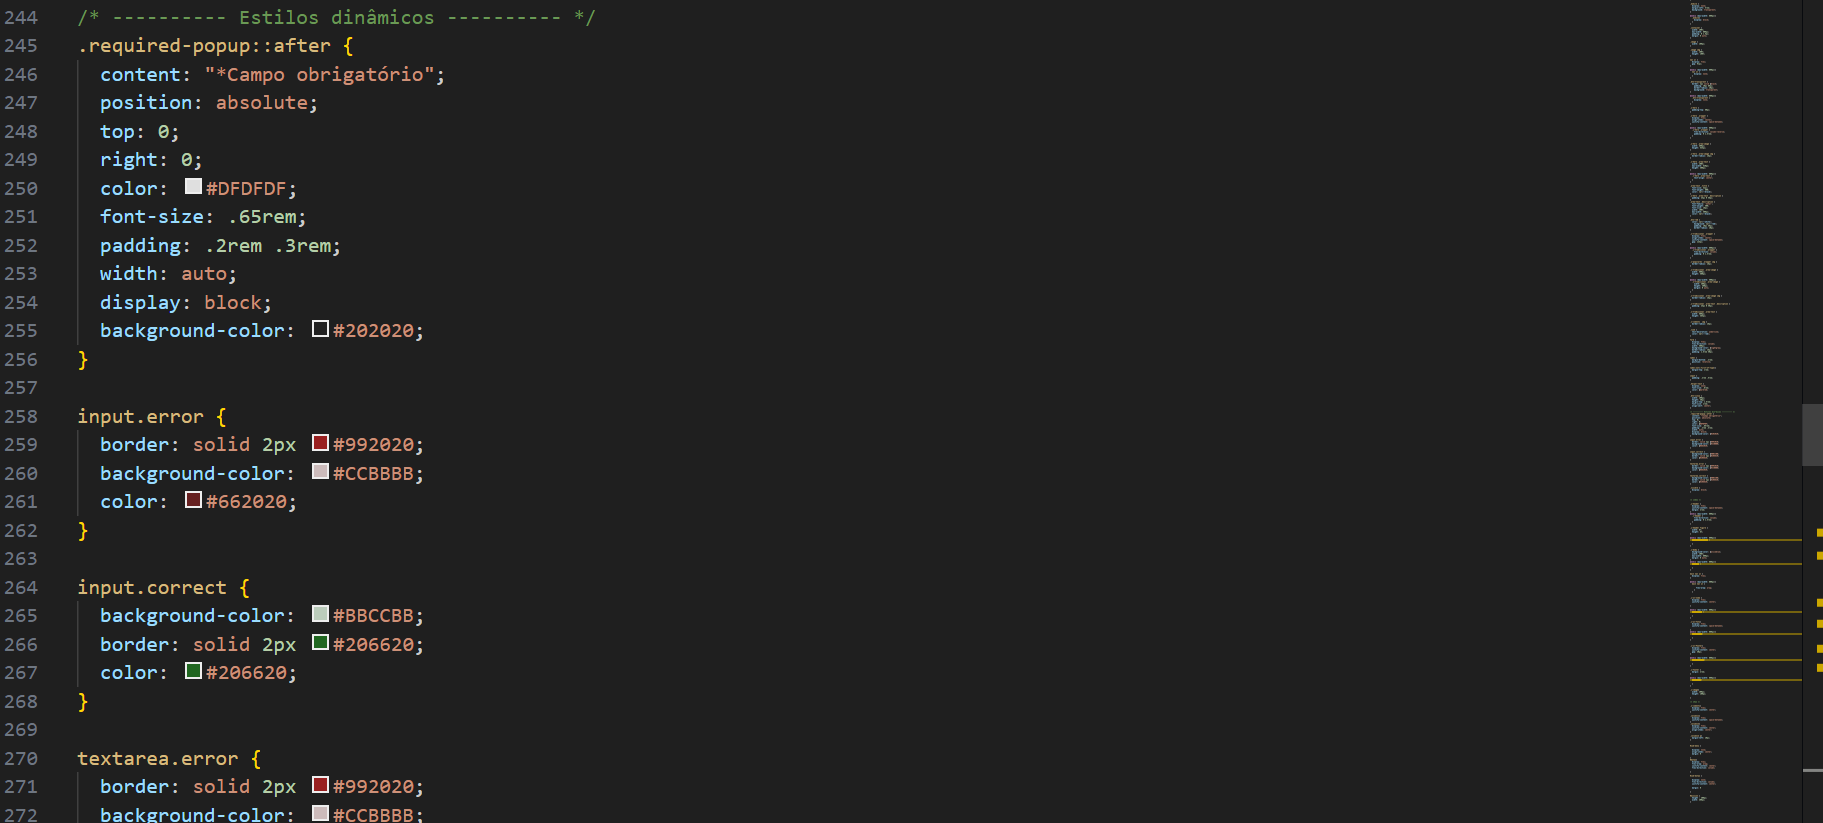 244 /* ---------- Estilos dinâmicos ---------- */
245 .required-popup::after {
246 content: "*Campo obrigatório";
247 position: absolute;
248 top: 0;
249 right: 0;
250 color: #DFDFDF;
251 font-size: .65rem;
252 padding: .2rem .3rem;
253 width: auto;
254 display: block;
255 background-color: #202020;
256 }
257
258 input.error {
259 border: solid 2px #992020;
260 background-color: #CCBBBB;
261 color: #662020;
262 }
263
264 input.correct {
265 background-color: #BBCCBB;
266 border: solid 2px #206620;
267 color: #206620;
268 }
269
270 textarea.error {
271 border: solid 2px #992020;
272 background-color: #CCBBBB;